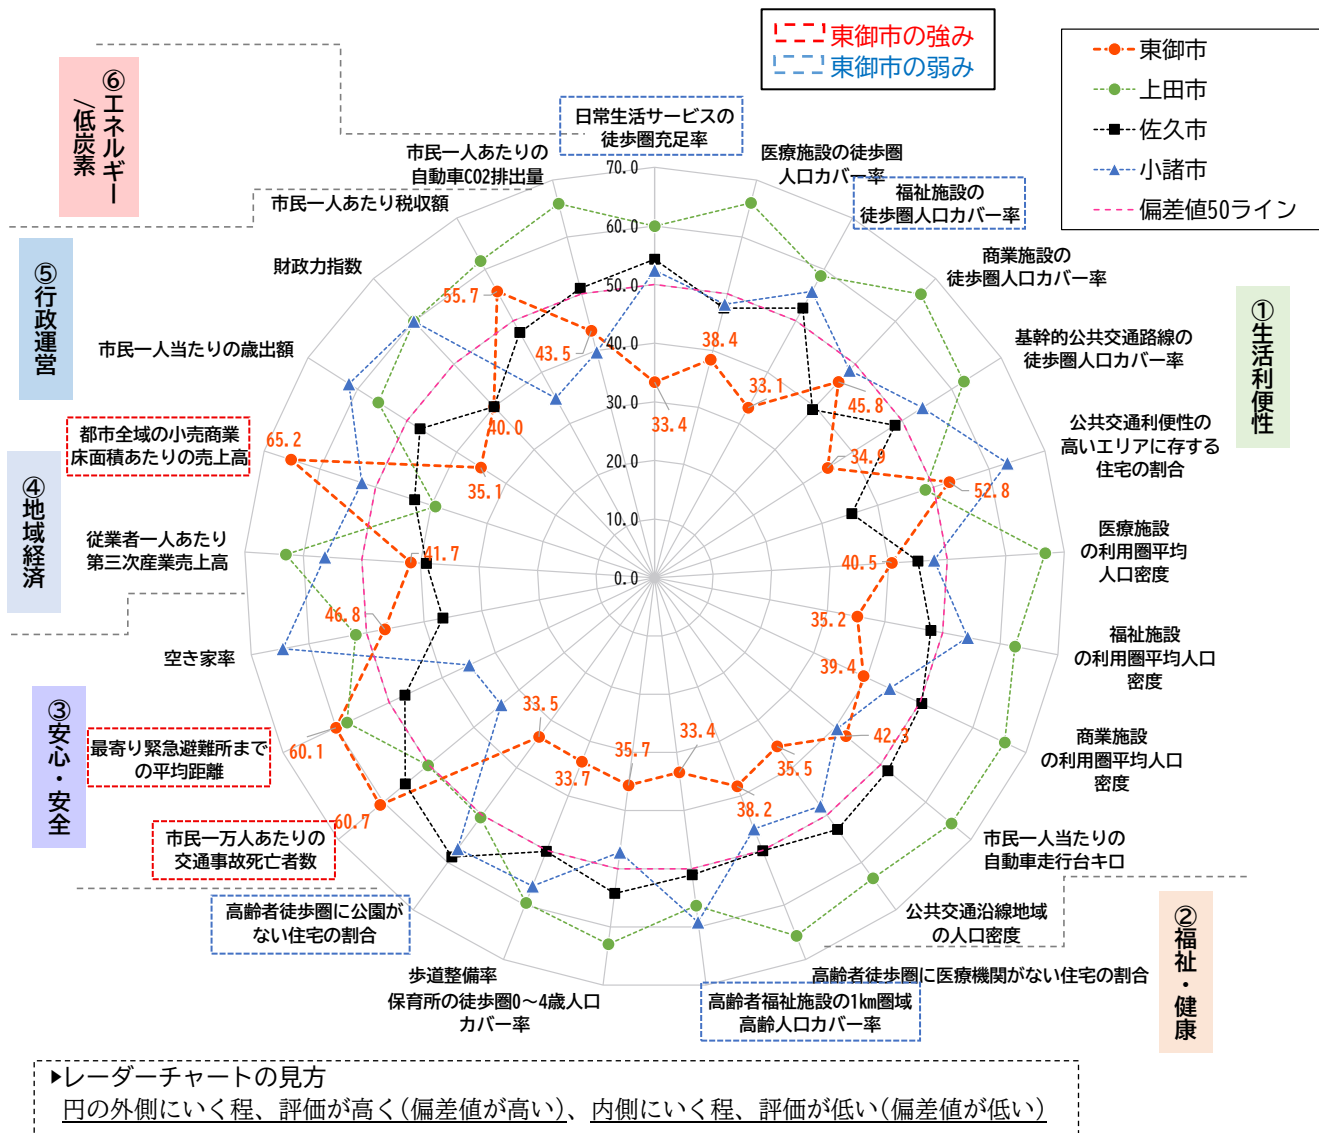 東御市の強み
東御市の弱み
東御市
上田市
佐久市
小諸市
偏差値50ライン
⑥エネルギー
/低炭素
⑤行政運営
④地域経済
③安心・安全
①生活利便性
②福祉・健康
日常生活サービスの
徒歩圏充足率
医療施設の徒歩圏
人口カバー率
福祉施設の
徒歩圏人口カバー率
商業施設の
徒歩圏人口カバー率
基幹的公共交通路線の
徒歩圏人口カバー率
公共交通利便性の
高いエリアに存する
住宅の割合
医療施設
の利用圏平均
人口密度
福祉施設
の利用圏平均人口
密度
商業施設
の利用圏平均人口
密度
市民一人当たりの
自動車走行台キロ
公共交通沿線地域
の人口密度
高齢者徒歩圏に医療機関がない住宅の割合
高齢者福祉施設の1km圏域
高齢人口カバー率
保育所の徒歩圏0～4歳人口
カバー率
歩道整備率
高齢者徒歩圏に公園が
ない住宅の割合
市民一万人あたりの
交通事故死亡者数
最寄り緊急避難所まで
の平均距離
空き家率
従業者一人あたり
第三次産業売上高
都市全域の小売商業
床面積あたりの売上高
市民一人当たりの歳出額
財政力指数
市民一人あたり税収額
市民一人あたりの
自動車CO2排出量
70.0
60.0
50.0
40.0
30.0
20.0
10.0
0.0
33.4
38.4
33.1
45.8
34.9
52.8
40.5
35.2
39.4
42.3
35.5
38.2
33.4
35.7
33.7
33.5
60.7
60.1
46.8
41.7
65.2
35.1
40.0
55.7
43.5
▶レーダーチャートの見方
円の外側にいく程、評価が高く(偏差値が高い)、内側にいく程、評価が低い(偏差値が低い)